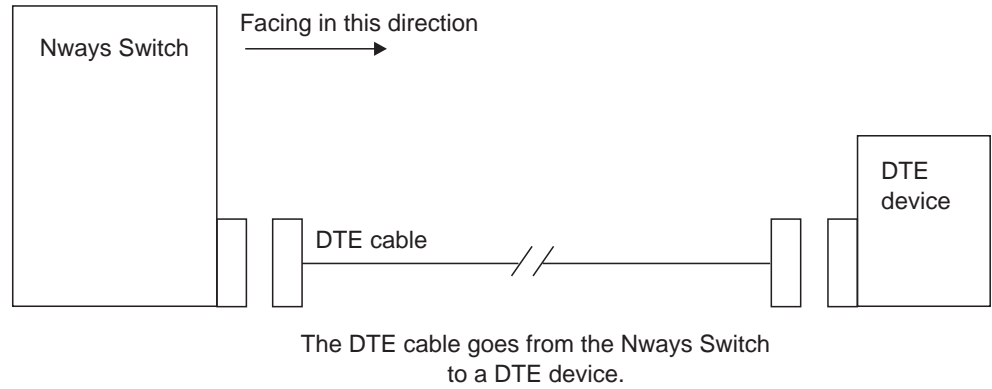 Facing in this direction
Nways Switch
DTE
device
DTE cable
The DTE cable goes from the Nways Switch
to a DTE device.